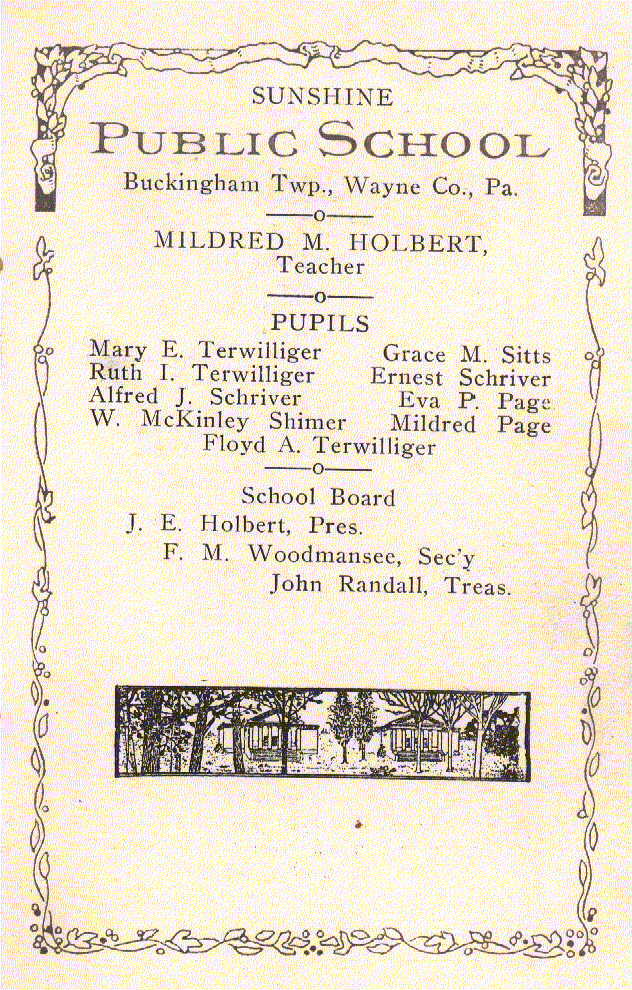 SUNSHINE
PUBLIC SCHOOL
Buckingham Twp., Wayne Co., Pa.
o
MILDRED M. HOLBERT,
Teacher
o
PUPILS
Mary E. Terwilliger Grace M. Sitts
Ruth I. Terwilliger Ernest Schriver
Alfred J. Schriver Eva P. Page
W. McKinley Shimer Mildred Page
Floyd A. Terwilliger
o
School Board
J. E. Holbert, Pres.
F. M. Woodmansee, Sec'y
John Randall, Treas.